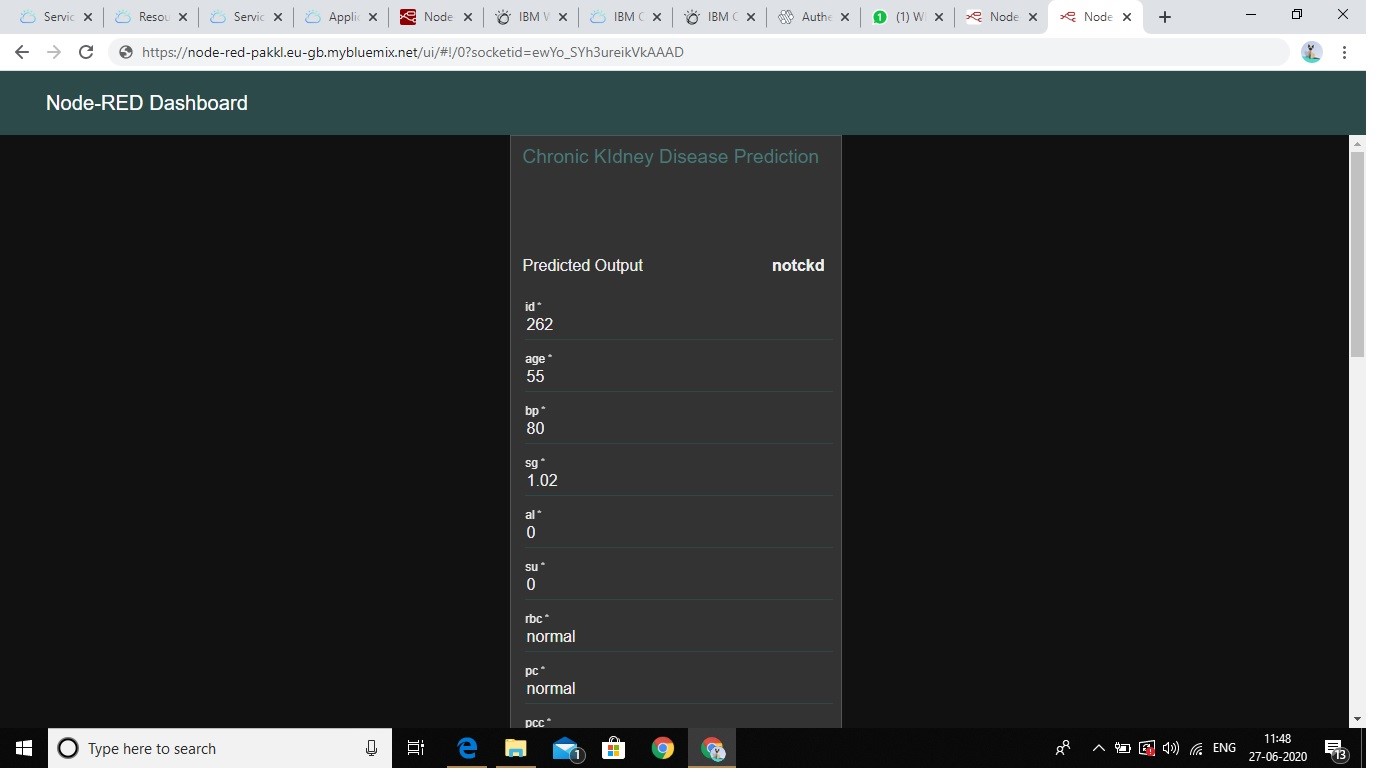 Servic Resou Servic Applic Node IBM W IBM C IBM C Authe 1 (1) W Node Node
https://node-red-pakkl.eu-gb.mybluemix.net/ui/#!/0?socketid=ewYo_SYh3ureikVkAAAD
Node-RED Dashboard
Chronic KIdney Disease Prediction
Predicted Output notckd
id *
262
age *
55
bp *
80
sg *
1.02
al *
0
su *
0
rbc *
normal
pc *
normal
pcc *
Type here to search 1 ENG 11:48
27-06-2020 13